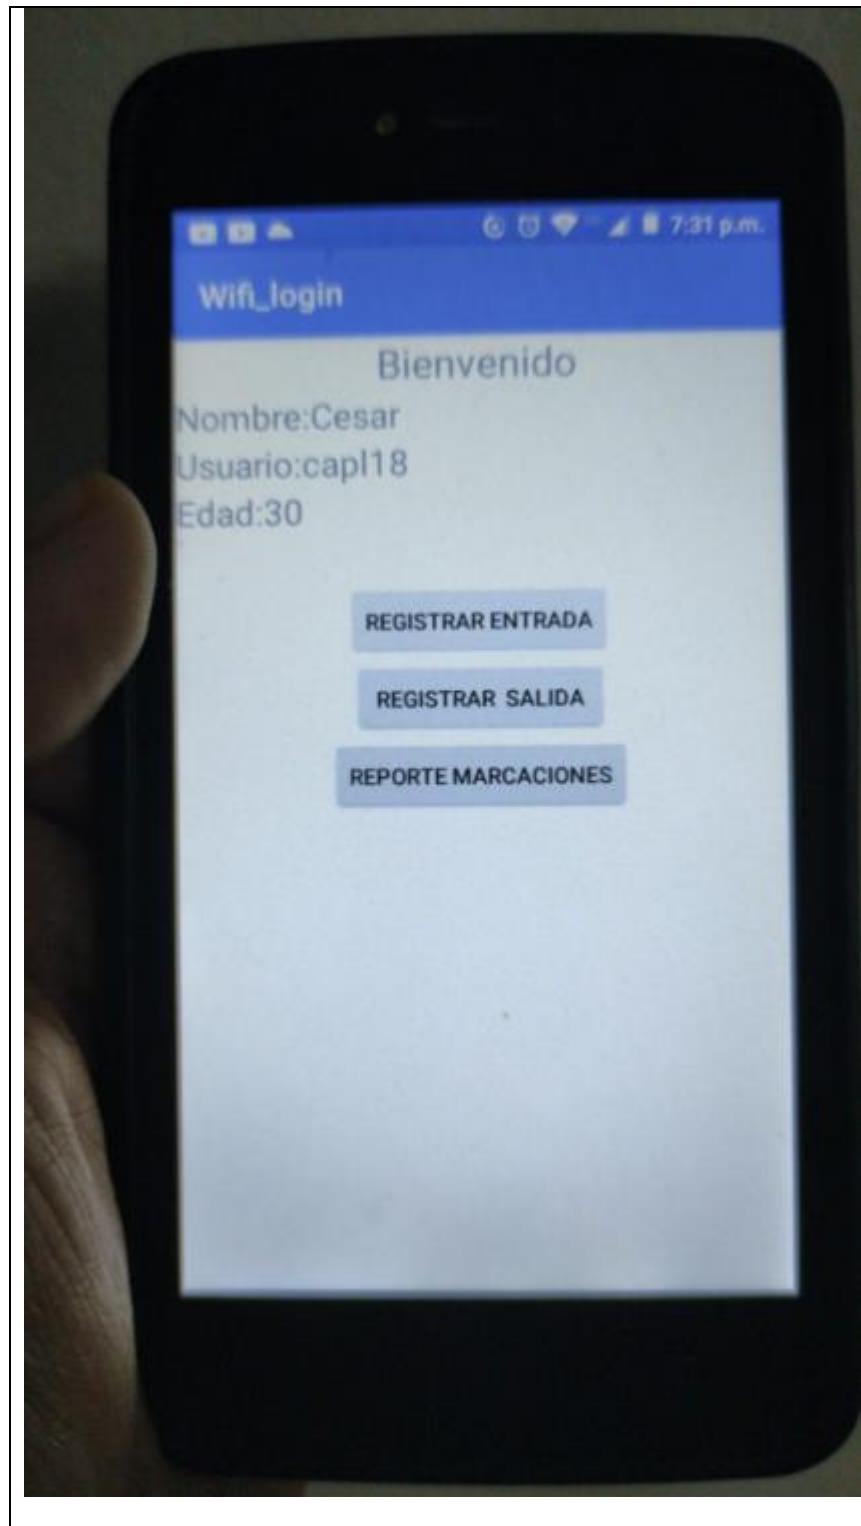 7:31 p.m.
Wifi_login
Bienvenido
Nombre:Cesar
Usuario:capl18
Edad:30
REGISTRAR ENTRADA
REGISTRAR SALIDA
REPORTE MARCACIONES